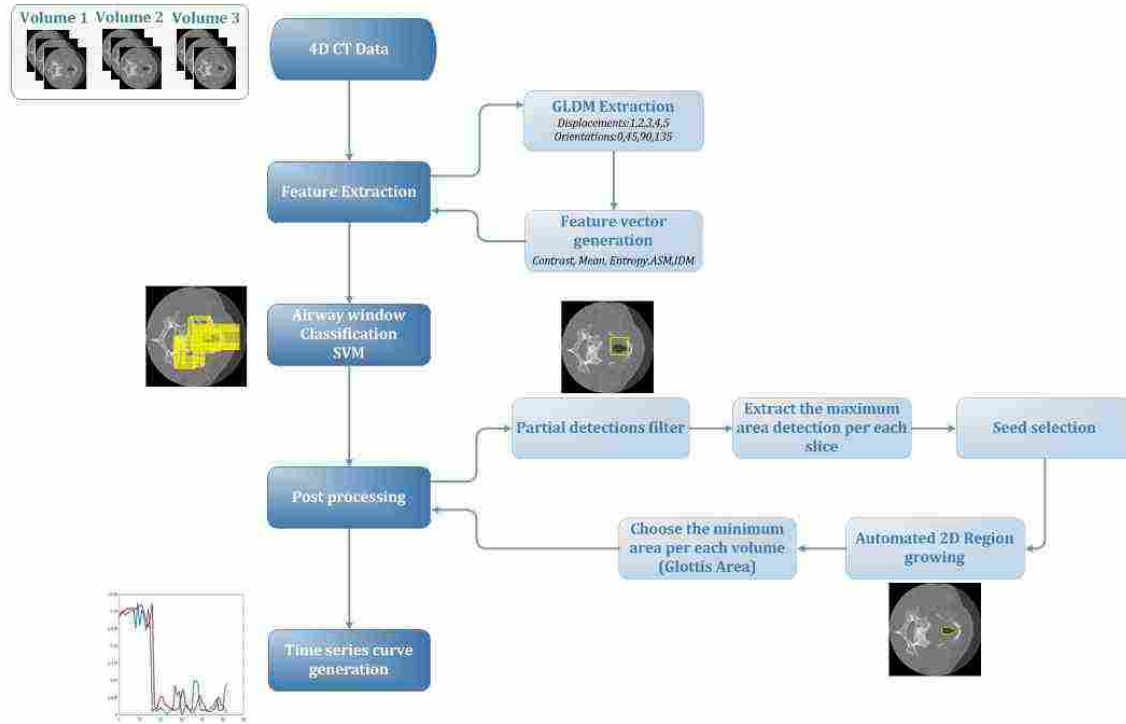 Volume 1 Volume 2 Volume 3
4D CT Data
GLDM Extraction
Displacements:1,2,3,4,5
Orientations:0,45,90,135
Feature Extraction
Feature vector
generation
Contrast, Mean, Entropy,ASM,IDM
Airway window
Classification
SVM
Partial detections filter
Extract the maximum
area detection per each
slice
Seed selection
Post processing
Automated 2D Region
growing
Choose the minimum
area per each volume
(Glottis Area)
Time series curve
generation